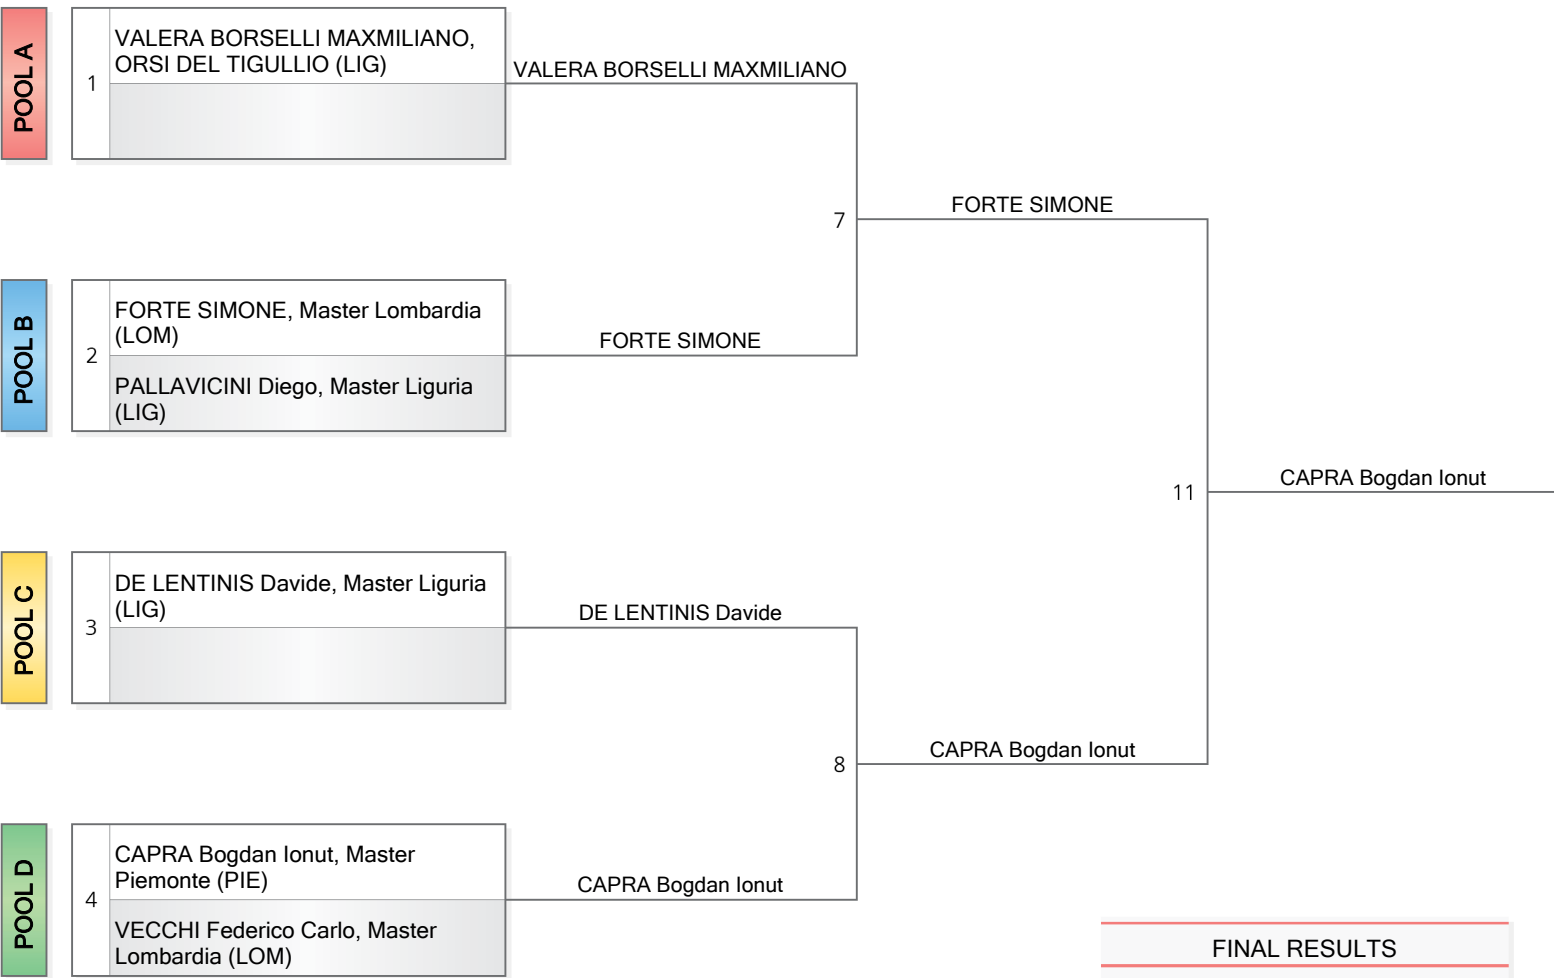 POOL A
1
VALERA BORSELLI MAXMILIANO,
ORSI DEL TIGULLIO (LIG)
VALERA BORSELLI MAXMILIANO
7
FORTE SIMONE
POOL B
2
FORTE SIMONE, Master Lombardia
(LOM)
PALLAVICINI Diego, Master Liguria
(LIG)
FORTE SIMONE
11
CAPRA Bogdan Ionut
POOL C
3
DE LENTINIS Davide, Master Liguria
(LIG)
DE LENTINIS Davide
8
CAPRA Bogdan Ionut
POOL D
4
CAPRA Bogdan Ionut, Master
Piemonte (PIE)
VECCHI Federico Carlo, Master
Lombardia (LOM)
CAPRA Bogdan Ionut
FINAL RESULTS